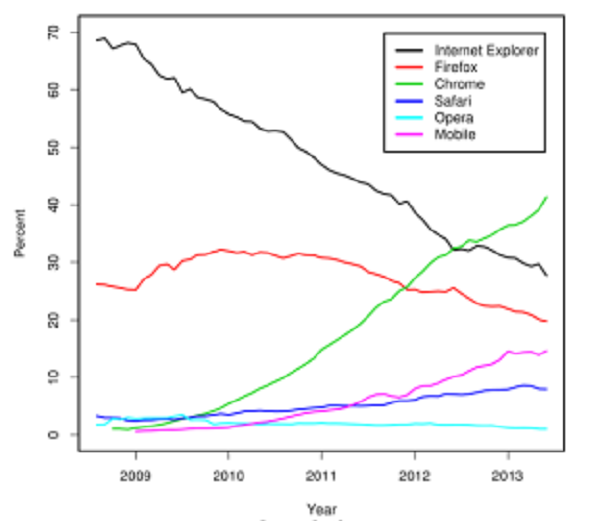 Internet Explorer
Firefox
Chrome
Safari
Opera
Mobile
Percent
70
60
50
40
30
20
10
0
2009 2010 2011 2012 2013
Year